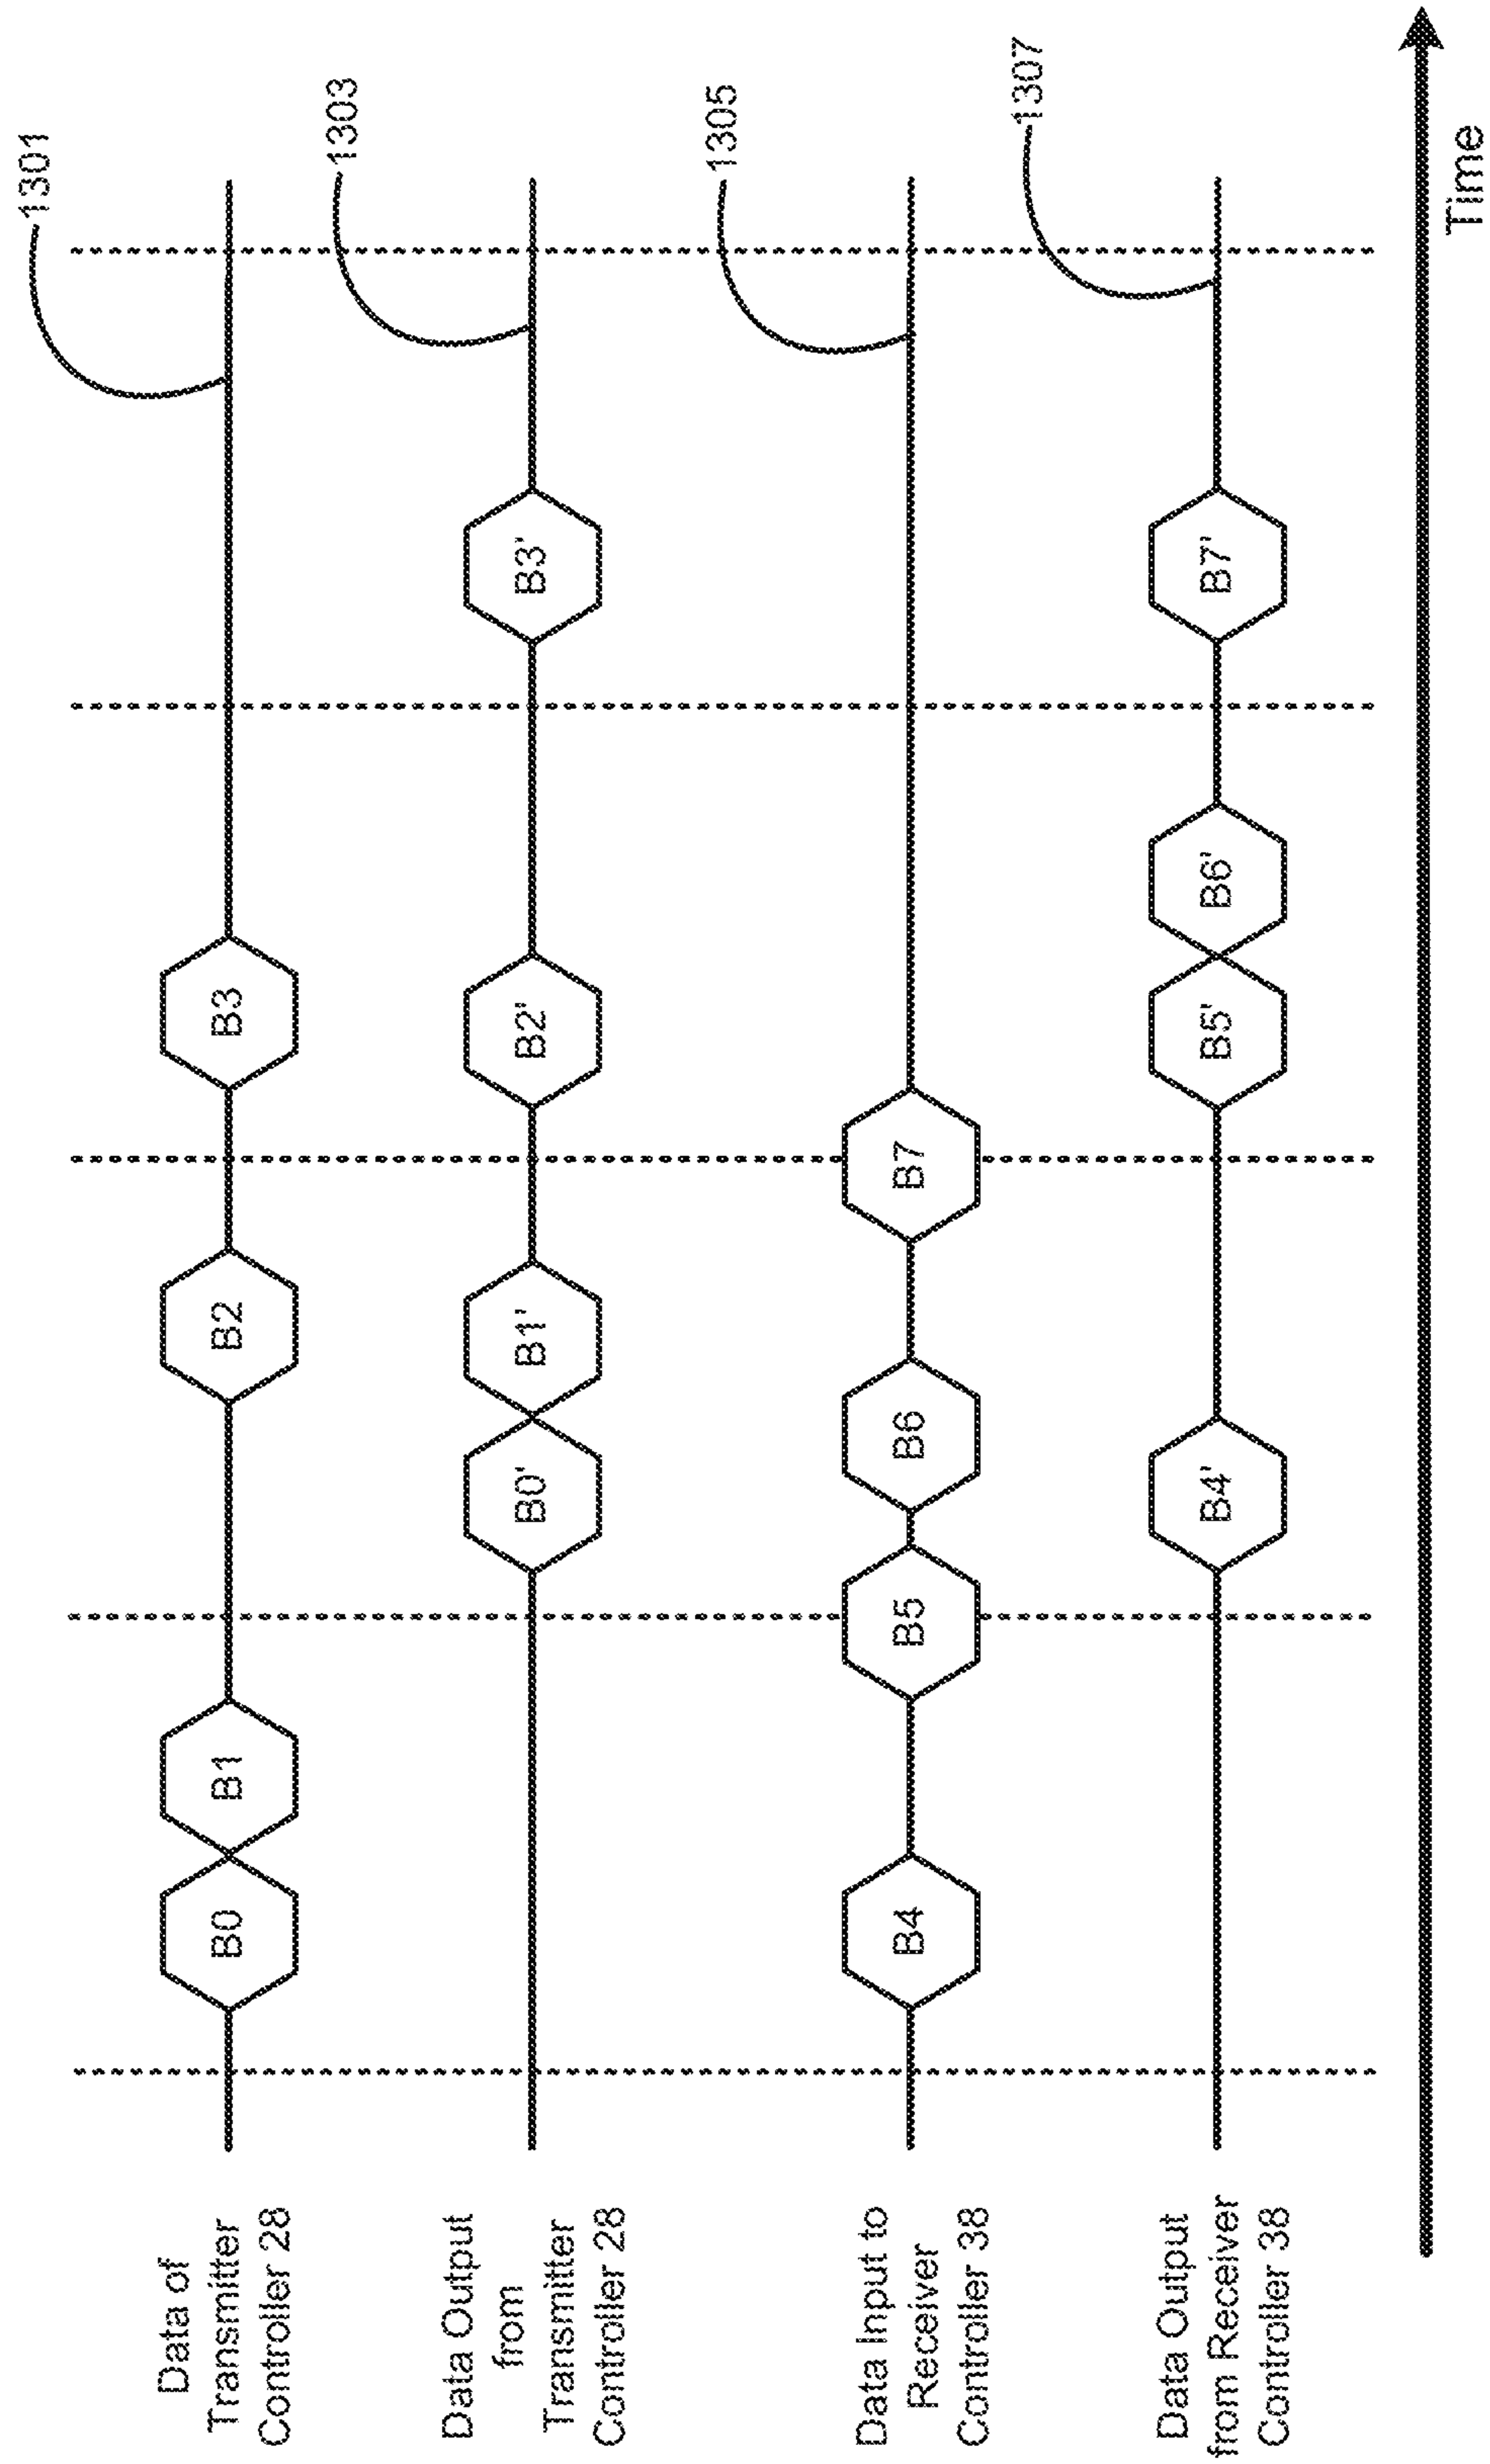 Data of
Transmitter
Controller 28
B0
B1
B2
B3
1301
Data Output
from
Transmitter
Controller 28
B0'
B1'
B2'
B3'
1303
Data Input to
Receiver
Controller 38
B4
B5
B6
B7
1305
Data Output
from Receiver
Controller 38
B4'
B5'
B6'
B7'
1307
Time